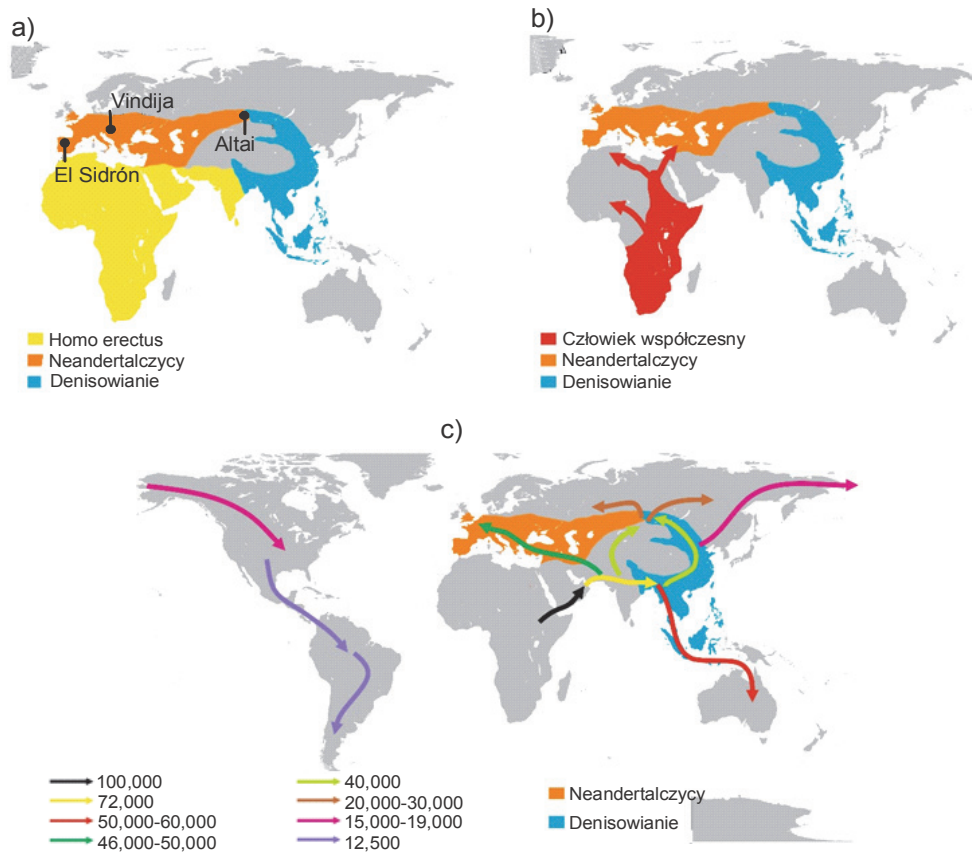 a)
Vindija
Altai
El Sidrón
Homo erectus
Neandertalczycy
Denisowianie
b)
Człowiek współczesny
Neandertalczycy
Denisowianie
c)
100,000
72,000
50,000-60,000
46,000-50,000
40,000
20,000-30,000
15,000-19,000
12,500
Neandertalczycy
Denisowianie